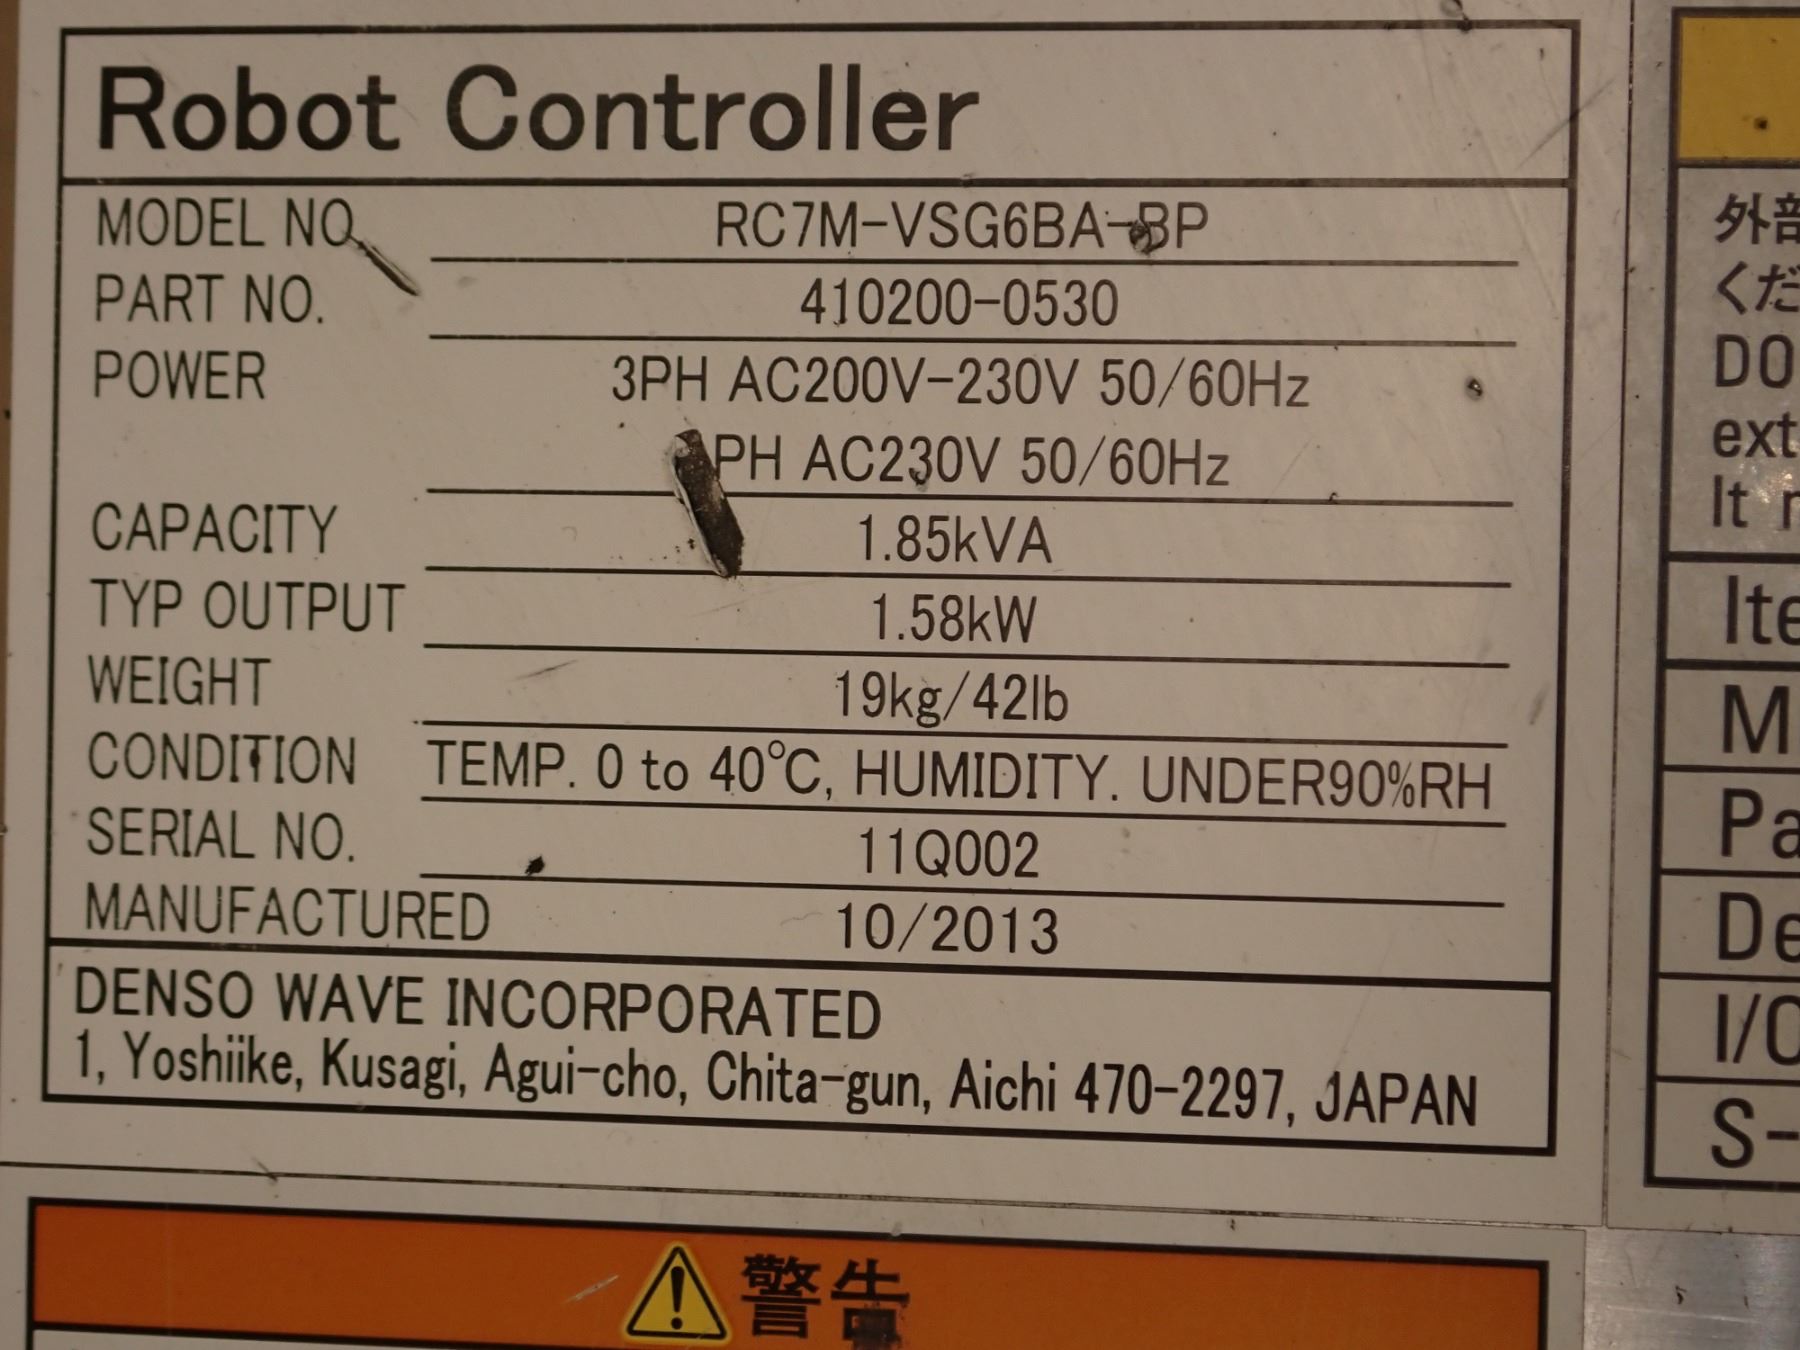 Robot Controller
MODEL NO. RC7M-VSG6BA-BP
PART NO. 410200-0530
POWER 3PH AC200V-230V 50/60Hz
PH AC230V 50/60Hz
CAPACITY 1.85kVA
TYP OUTPUT 1.58kW
WEIGHT 19kg/42lb
CONDITION TEMP. 0 to 40℃, HUMIDITY. UNDER90%RH
SERIAL NO. 11Q002
MANUFACTURED 10/2013
DENSO WAVE INCORPORATED
1, Yoshiike, Kusagi, Agui-cho, Chita-gun, Aichi 470-2297, JAPAN
警告
外部
くだ
DO
ext
It
Ite
M
Pa
De
I/O
S-